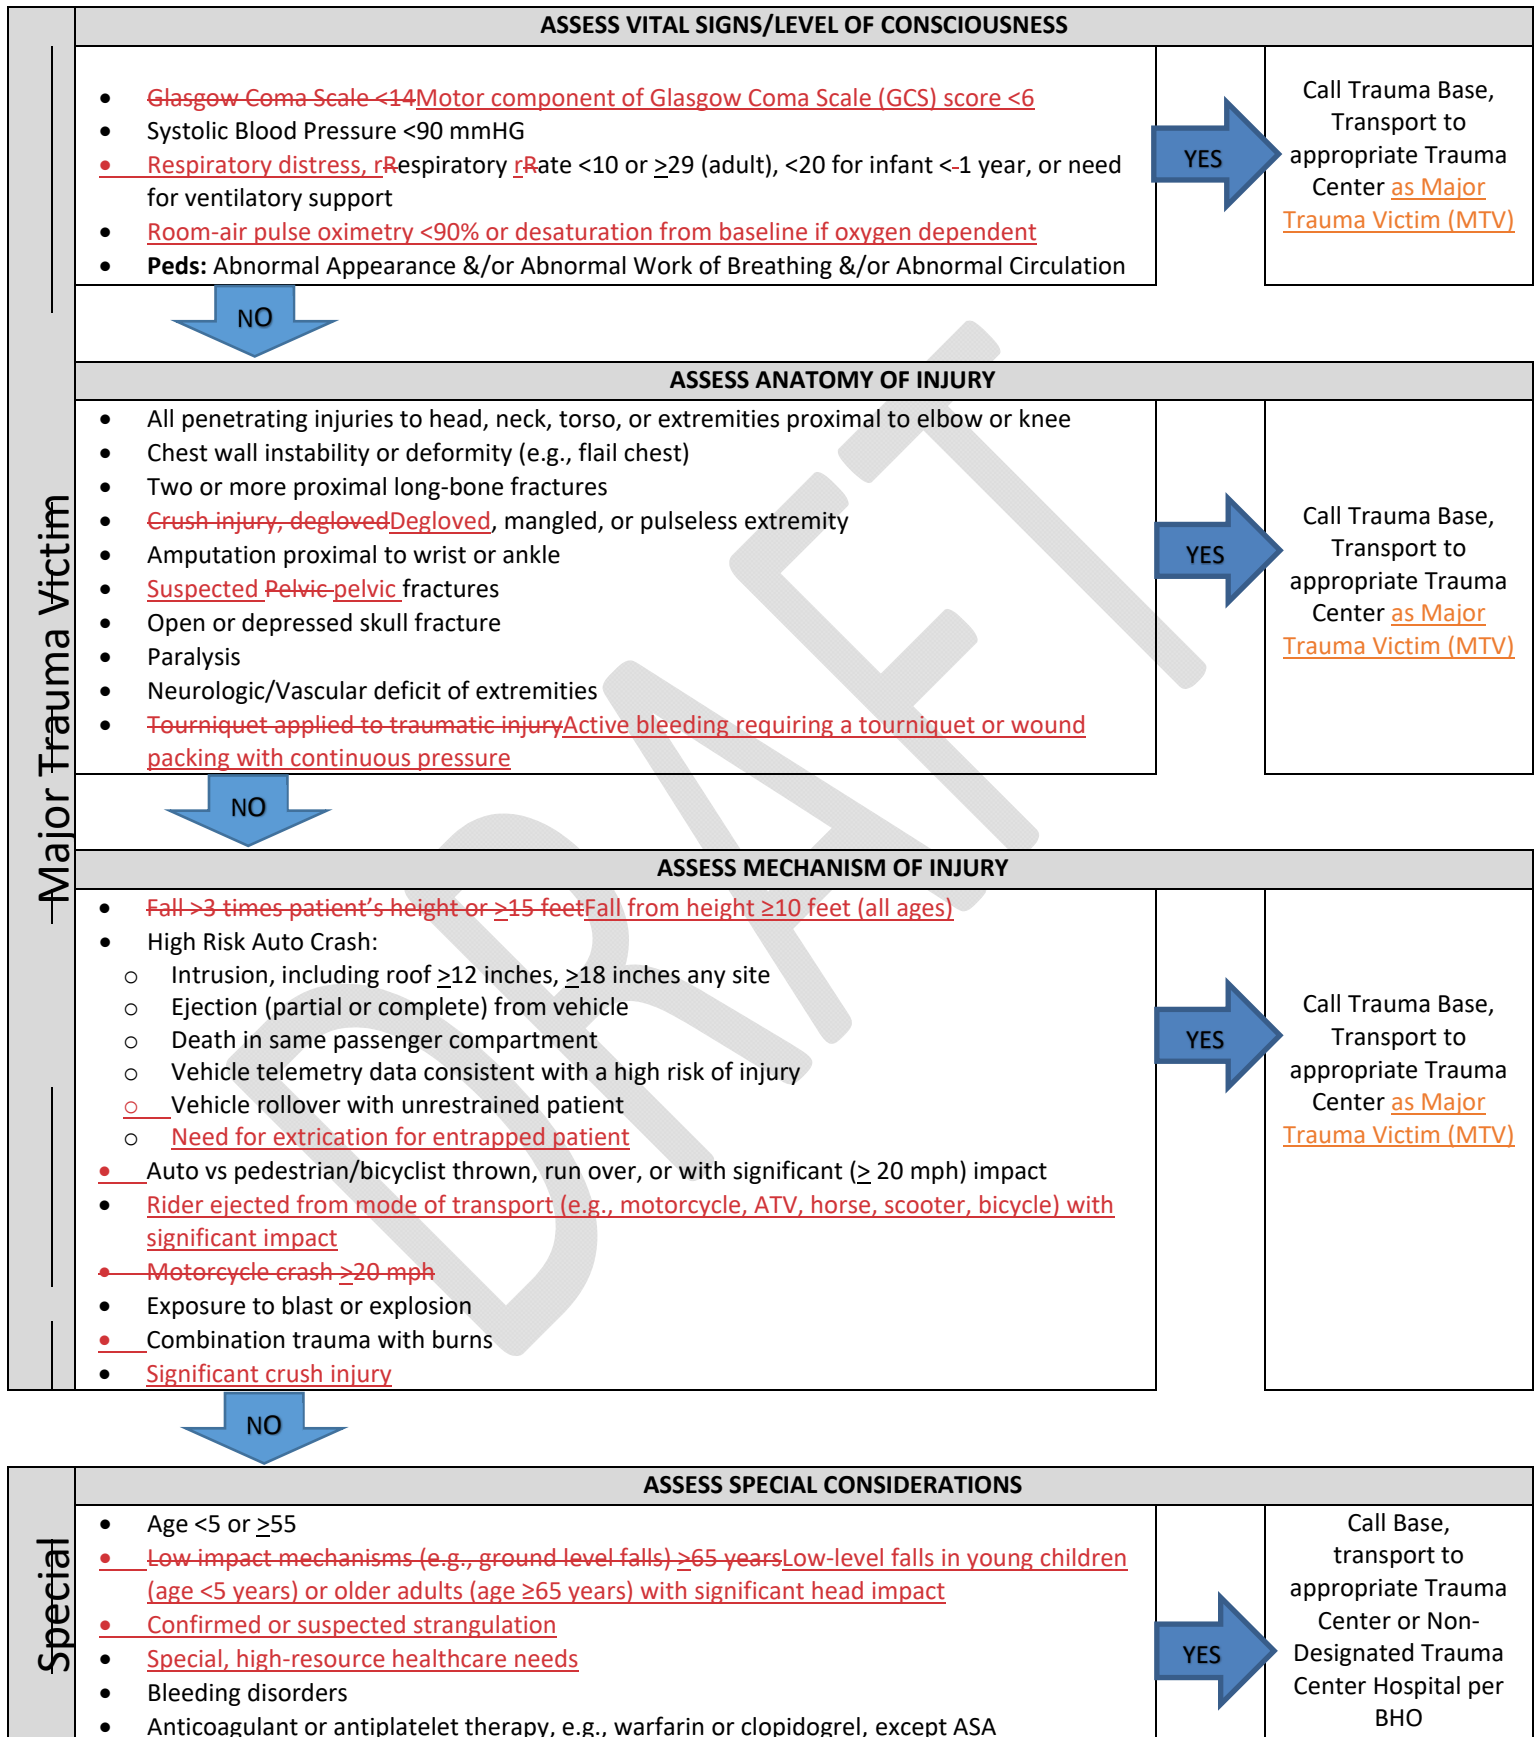 ASSESS VITAL SIGNS/LEVEL OF CONSCIOUSNESS
• Glasgow Coma Scale <14Motor component of Glasgow Coma Scale (GCS) score <6
• Systolic Blood Pressure <90 mmHG
• Respiratory distress, rRespiratory rRate <10 or >29 (adult), <20 for infant < 1 year, or need
for ventilatory support
• Room-air pulse oximetry <90% or desaturation from baseline if oxygen dependent
• Peds: Abnormal Appearance &/or Abnormal Work of Breathing &/or Abnormal Circulation
YES
Call Trauma Base,
Transport to
appropriate Trauma
Center as Major
Trauma Victim (MTV)
NO
Major Trauma Victim
ASSESS ANATOMY OF INJURY
• All penetrating injuries to head, neck, torso, or extremities proximal to elbow or knee
• Chest wall instability or deformity (e.g., flail chest)
• Two or more proximal long-bone fractures
• Crush injury, deglovedDegloved, mangled, or pulseless extremity
• Amputation proximal to wrist or ankle
• Suspected Pelvic pelvic fractures
• Open or depressed skull fracture
• Paralysis
• Neurologic/Vascular deficit of extremities
• Tourniquet applied to traumatic injuryActive bleeding requiring a tourniquet or wound
packing with continuous pressure
YES
Call Trauma Base,
Transport to
appropriate Trauma
Center as Major
Trauma Victim (MTV)
NO
ASSESS MECHANISM OF INJURY
• Fall >3 times patient's height or >15 feetFall from height ≥10 feet (all ages)
• High Risk Auto Crash:
o Intrusion, including roof >12 inches, >18 inches any site
o Ejection (partial or complete) from vehicle
o Death in same passenger compartment
o Vehicle telemetry data consistent with a high risk of injury
o Vehicle rollover with unrestrained patient
o Need for extrication for entrapped patient
• Auto vs pedestrian/bicyclist thrown, run over, or with significant (> 20 mph) impact
• Rider ejected from mode of transport (e.g., motorcycle, ATV, horse, scooter, bicycle) with
significant impact
• Motorcycle crash >20 mph
• Exposure to blast or explosion
• Combination trauma with burns
• Significant crush injury
YES
Call Trauma Base,
Transport to
appropriate Trauma
Center as Major
Trauma Victim (MTV)
NO
DRAFT
Special
ASSESS SPECIAL CONSIDERATIONS
• Age <5 or >55
• Low impact mechanisms (e.g., ground level falls) >65 yearsLow-level falls in young children
(age <5 years) or older adults (age ≥65 years) with significant head impact
• Confirmed or suspected strangulation
• Special, high-resource healthcare needs
• Bleeding disorders
• Anticoagulant or antiplatelet therapy, e.g., warfarin or clopidogrel, except ASA
YES
Call Base,
transport to
appropriate Trauma
Center or Non-
Designated Trauma
Center Hospital per
BHO